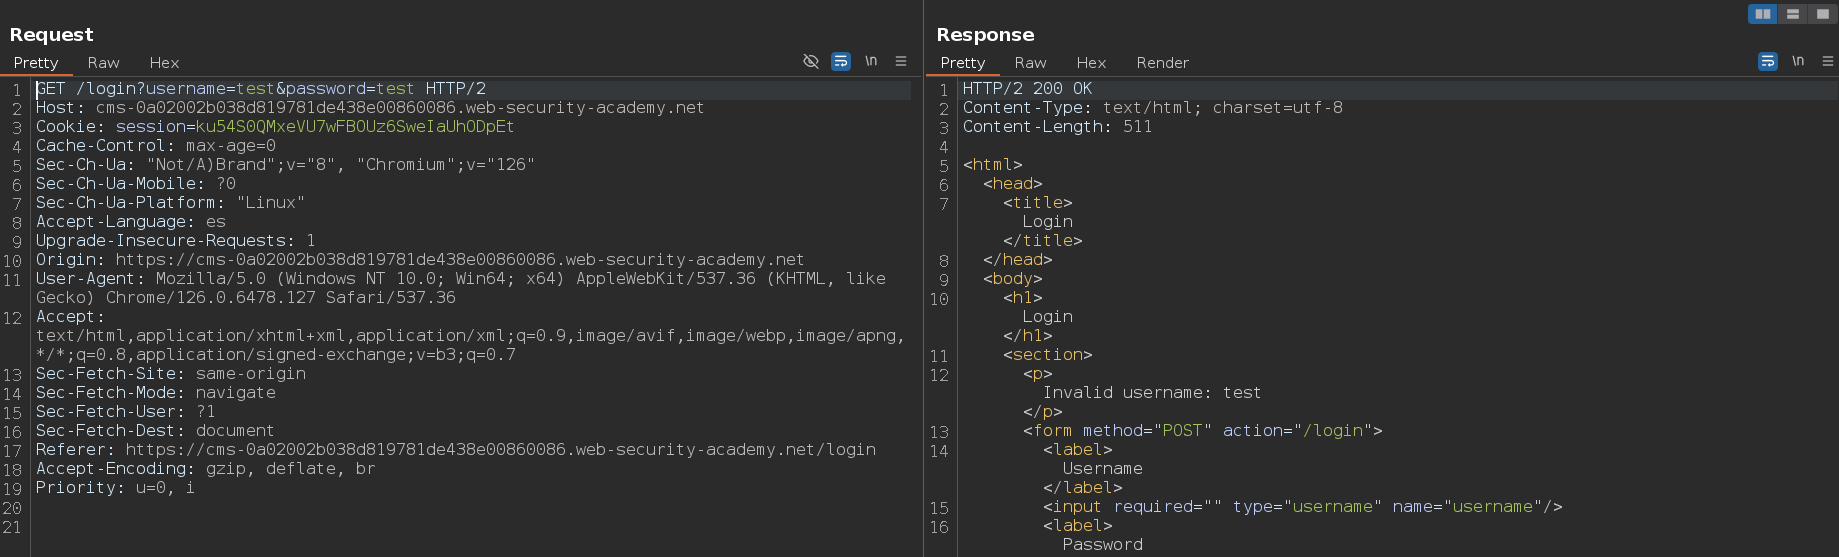 Request
Pretty Raw Hex
\n
1 GET /login?username=test&password=test HTTP/2
2 Host: cms-0a02002b038d819781de438e00860086.web-security-academy.net
3 Cookie: session=ku54S0QMxeVU7wFBOUz6SweIaUhODpEt
4 Cache-Control: max-age=0
5 Sec-Ch-Ua: "Not/A)Brand";v="8", "Chromium";v="126"
6 Sec-Ch-Ua-Mobile: ?0
7 Sec-Ch-Ua-Platform: "Linux"
8 Accept-Language: es
9 Upgrade-Insecure-Requests: 1
10 Origin: https://cms-0a02002b038d819781de438e00860086.web-security-academy.net
11 User-Agent: Mozilla/5.0 (Windows NT 10.0; Win64; x64) AppleWebKit/537.36 (KHTML, like
Gecko) Chrome/126.0.6478.127 Safari/537.36
12 Accept:
text/html,application/xhtml+xml,application/xml;q=0.9,image/avif,image/webp,image/apng,
*/*;q=0.8,application/signed-exchange;v=b3;q=0.7
13 Sec-Fetch-Site: same-origin
14 Sec-Fetch-Mode: navigate
15 Sec-Fetch-User: ?1
16 Sec-Fetch-Dest: document
17 Referer: https://cms-0a02002b038d819781de438e00860086.web-security-academy.net/login
18 Accept-Encoding: gzip, deflate, br
19 Priority: u=0, i
20
21
Response
Pretty Raw Hex Render
\n
1 HTTP/2 200 OK
2 Content-Type: text/html; charset=utf-8
3 Content-Length: 511
4
5 <html>
6 <head>
7 <title>
Login
</title>
8 </head>
9 <body>
10 <h1>
Login
</h1>
11 <section>
12 <p>
Invalid username: test
</p>
13 <form method="POST" action="/login">
14 <label>
Username
</label>
15 <input required="" type="username" name="username"/>
16 <label>
Password